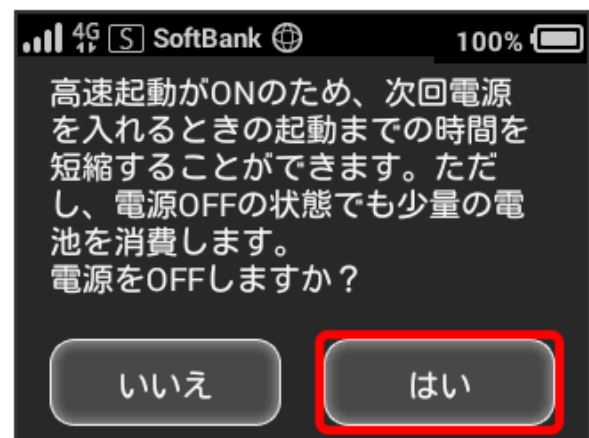 4G S SoftBank 100%
高速起動がONのため、次回電源
を入れるときの起動までの時間を
短縮することができます。ただ
し、電源OFFの状態でも少量の電
池を消費します。
電源をOFFしますか？
いいえ はい